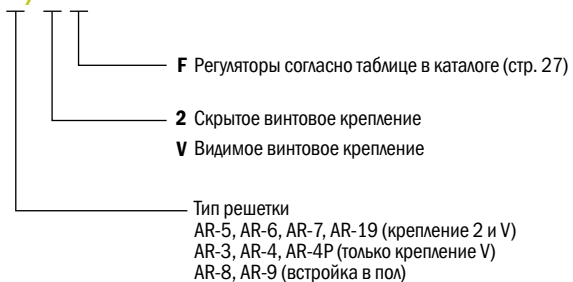 F Регуляторы согласно таблице в каталоге (стр. 27)
2 Скрытое винтовое крепление
V Видимое винтовое крепление
Тип решетки
AR-5, AR-6, AR-7, AR-19 (крепление 2 и V)
AR-3, AR-4, AR-4P (только крепление V)
AR-8, AR-9 (встройка в пол)